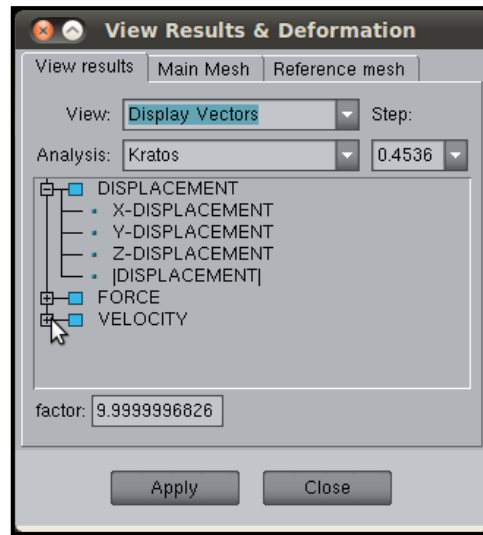 View Results & Deformation
View results Main Mesh Reference mesh
View: Display Vectors Step:
Analysis: Kratos 0.4536
DISPLACEMENT
X-DISPLACEMENT
Y-DISPLACEMENT
Z-DISPLACEMENT
|DISPLACEMENT|
FORCE
VELOCITY
factor: 9.9999996826
Apply Close